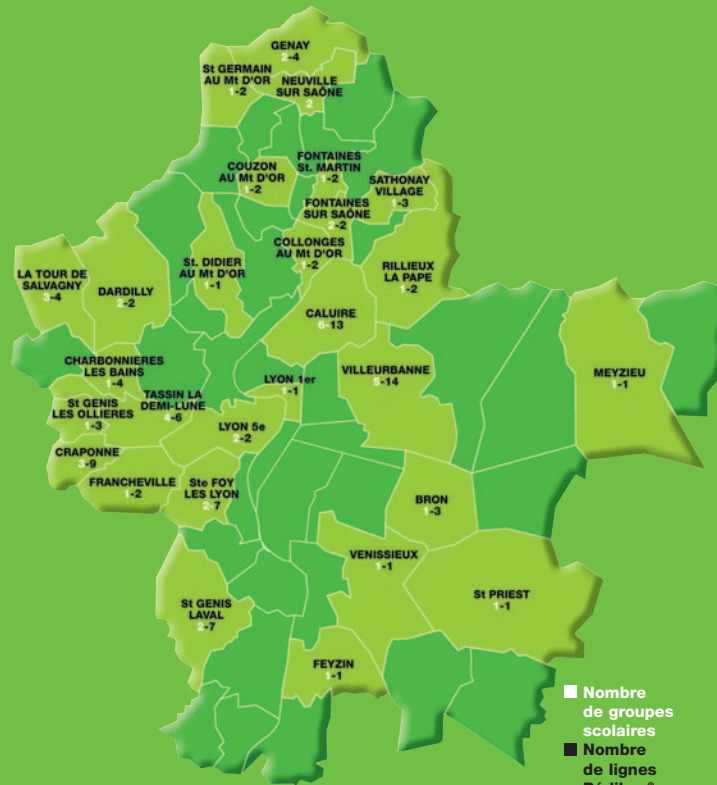 GENAY
2-4
St GERMAIN
AU Mt D'OR
1-2
NEUVILLE
SUR SAÔNE
2
COUZON
AU Mt D'OR
1-2
FONTAINES
St. MARTIN
1-2
SATHONAY
VILLAGE
1-3
FONTAINES
SUR SAÔNE
2-2
COLLONGES
AU Mt D'OR
1-2
St. DIDIER
AU Mt D'OR
1-1
RILLIEUX
LA PAPE
1-2
LA TOUR DE
SALVAGNY
3-4
DARDILLY
2-2
CALUIRE
6-13
CHARBONNIERES
LES BAINS
1-4
LYON 1er
1-1
VILLEURBANNE
5-14
MEYZIEU
1-1
St GENIS
LES OLLIERES
1-3
TASSIN LA
DEMI-LUNE
4-6
LYON 5e
2-2
CRAPONNE
3-9
FRANCHEVILLE
1-2
Ste FOY
LES LYON
2-7
BRON
1-3
VENISSIEUX
1-1
St PRIEST
1-1
St GENIS
LAVAL
2-7
FEYZIN
1-1
Nombre
de groupes
scolaires
Nombre
de lignes